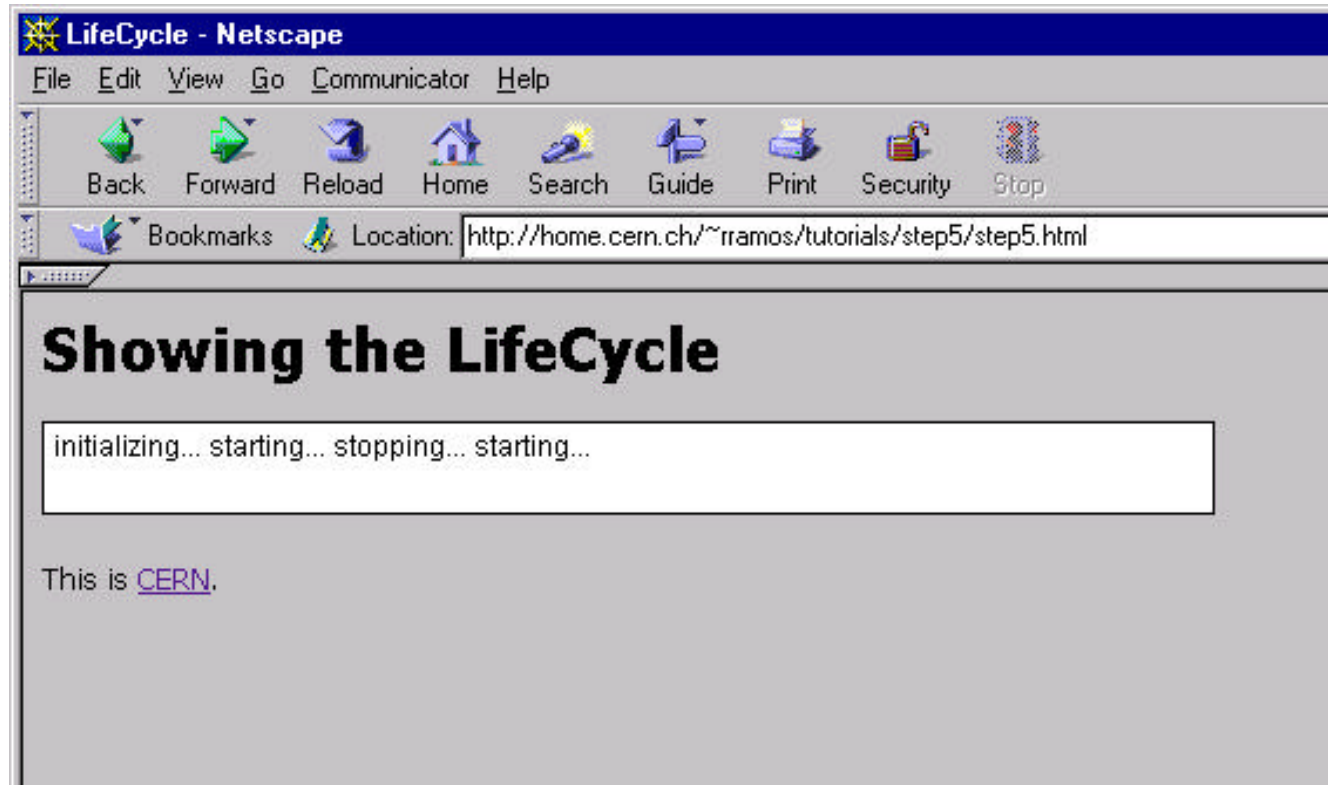 LifeCycle - Netscape
File Edit View Go Communicator Help
Back Forward Reload Home Search Guide Print Security Stop
Bookmarks Location: http://home.cern.ch/~rramos/tutorials/step5/step5.html
Showing the LifeCycle
initializing... starting... stopping... starting...
This is CERN.